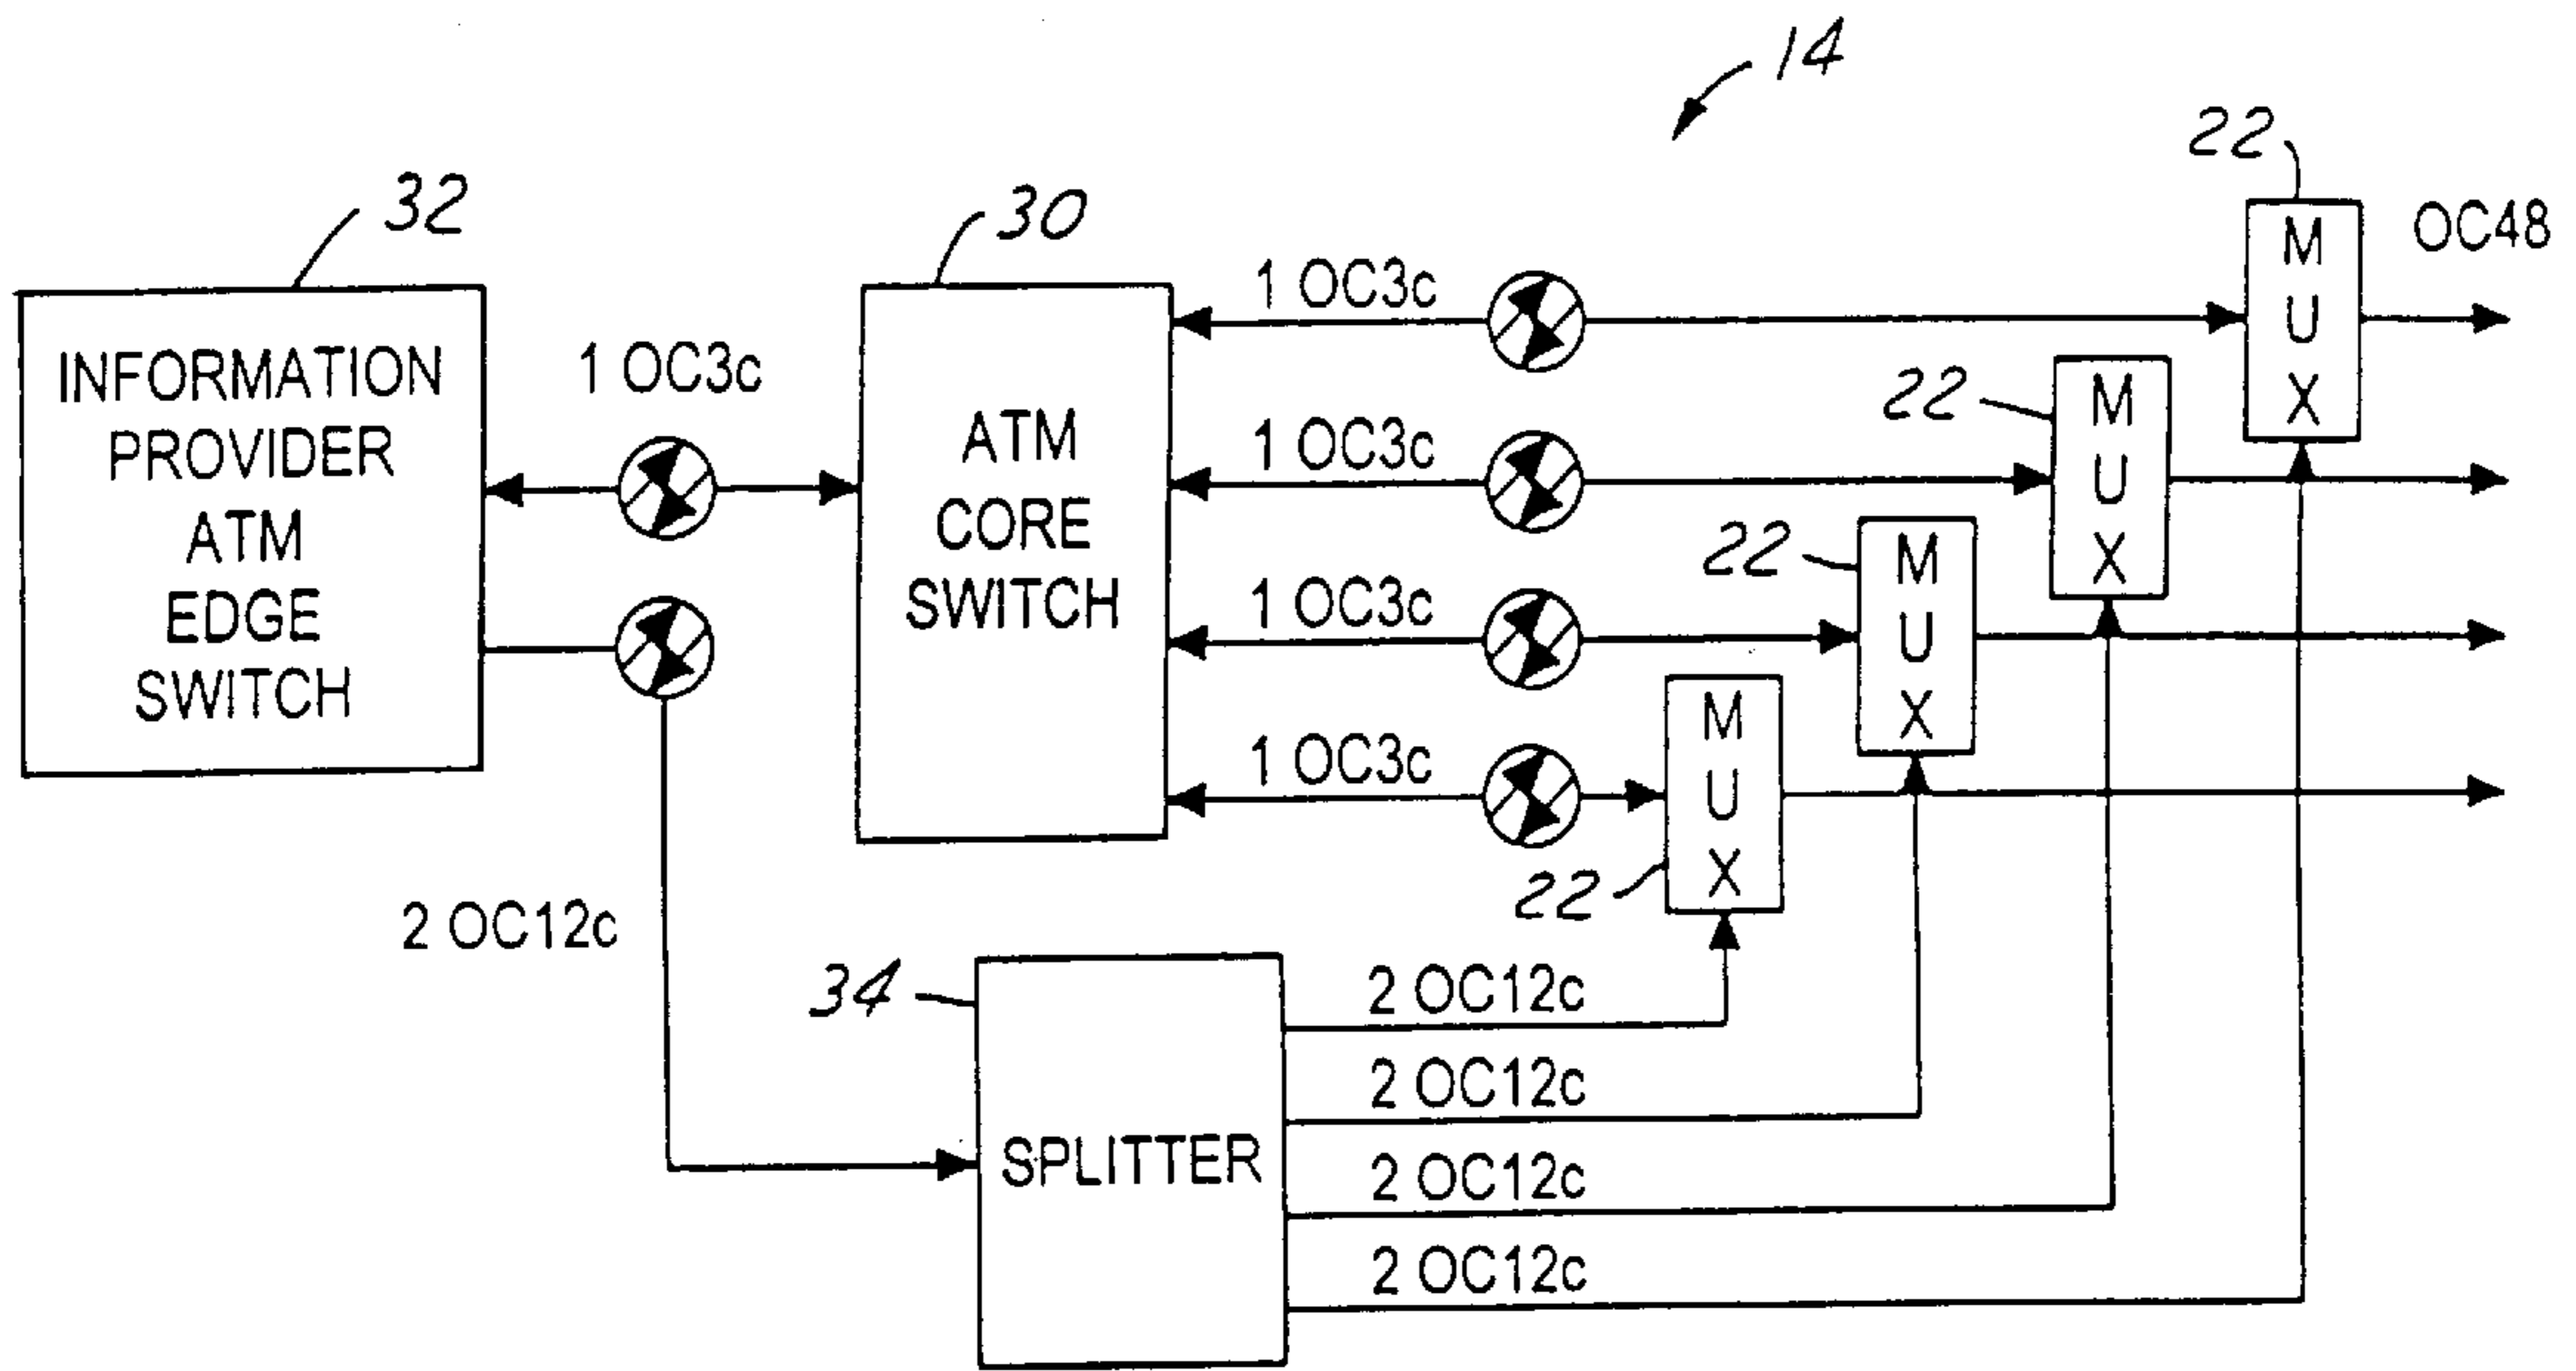 14
22
OC48
32
30
1 OC3c
INFORMATION
PROVIDER
ATM
EDGE
SWITCH
1 OC3c
ATM
CORE
SWITCH
1 OC3c
1 OC3c
1 OC3c
22
22
22
M
U
X
M
U
X
M
U
X
M
U
X
2 OC12c
34
SPLITTER
2 OC12c
2 OC12c
2 OC12c
2 OC12c